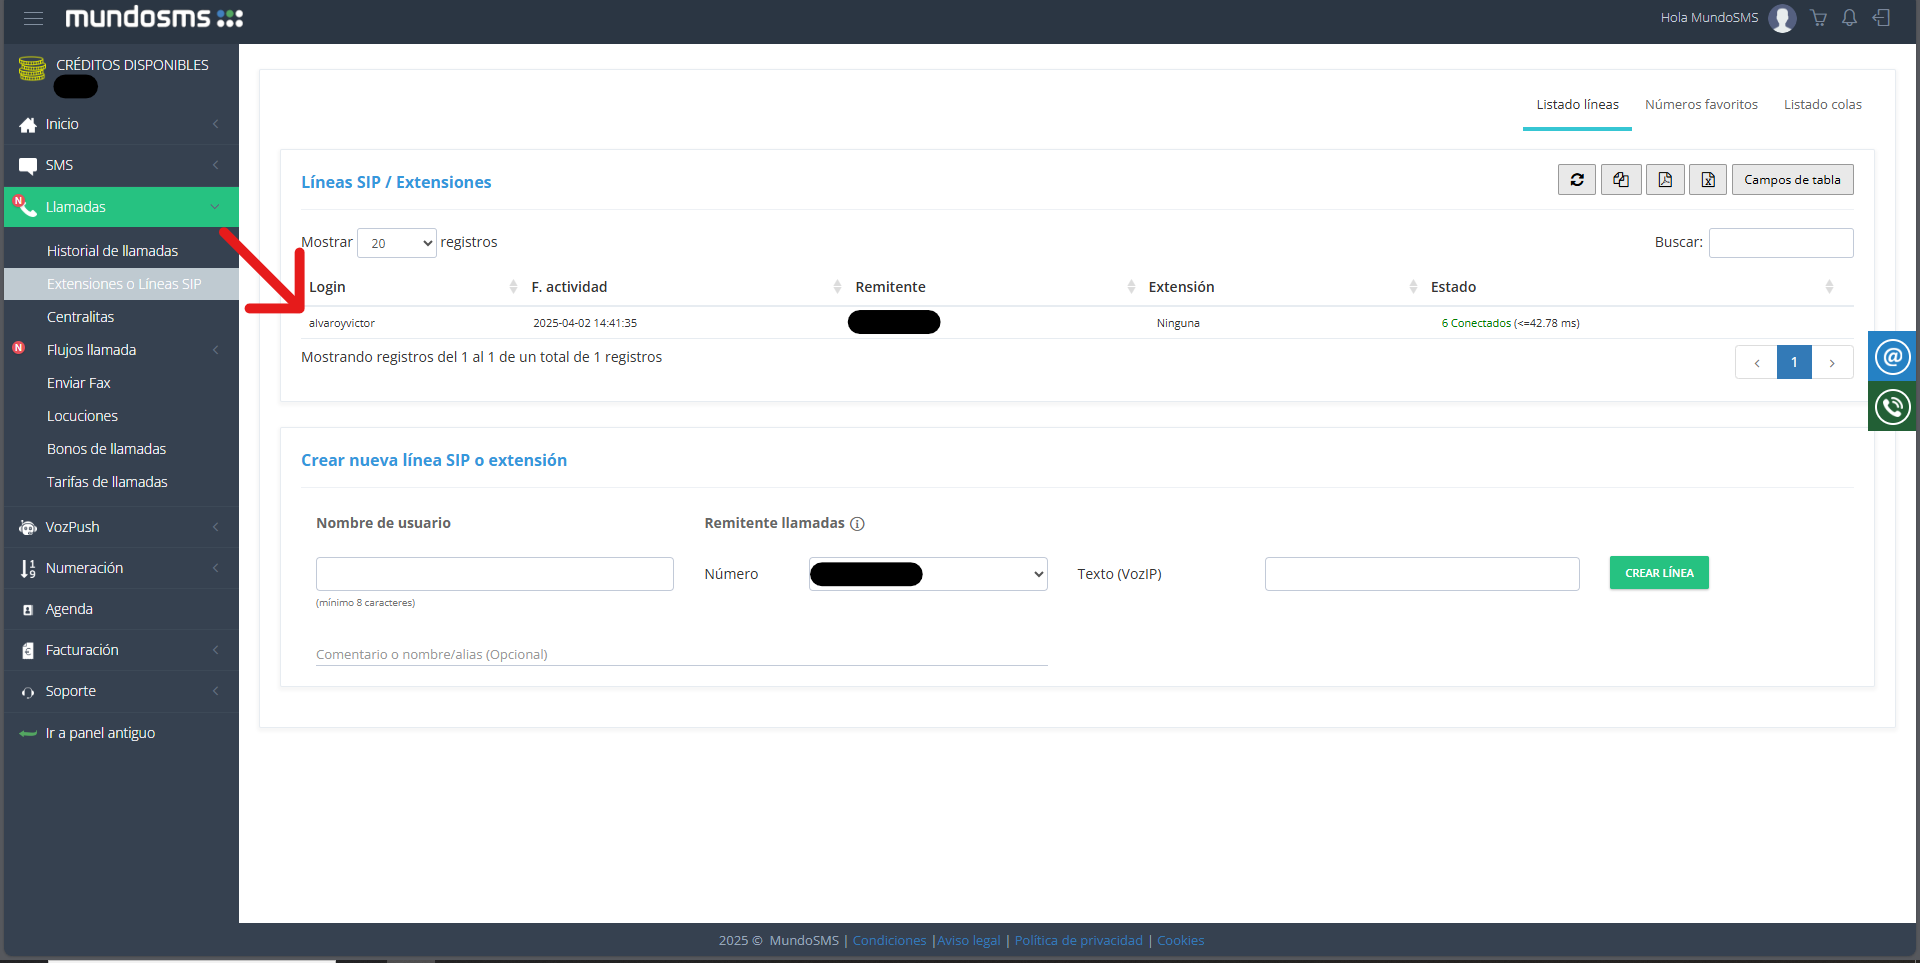 mundosms
Hola MundoSMS
CRÉDITOS DISPONIBLES
Inicio
SMS
N
Llamadas
Historial de llamadas
Extensiones o Líneas SIP
Centralitas
N
Flujos llamada
Enviar Fax
Locuciones
Bonos de llamadas
Tarifas de llamadas
VozPush
Numeración
Agenda
Facturación
Soporte
Ir a panel antiguo
Listado líneas Números favoritos Listado colas
Líneas SIP / Extensiones
Campos de tabla
Mostrar 20 registros
Buscar:
Login F. actividad Remitente Extensión Estado
alvaroyvictor 2025-04-02 14:41:35 Ninguna 6 Conectados (<=42.78 ms)
Mostrando registros del 1 al 1 de un total de 1 registros
‹ 1 ›
@
Crear nueva línea SIP o extensión
Nombre de usuario Remitente llamadas
Número Texto (VozIP) CREAR LÍNEA
(mínimo 8 caracteres)
Comentario o nombre/alias (Opcional)
2025 © MundoSMS | Condiciones |Aviso legal | Política de privacidad | Cookies